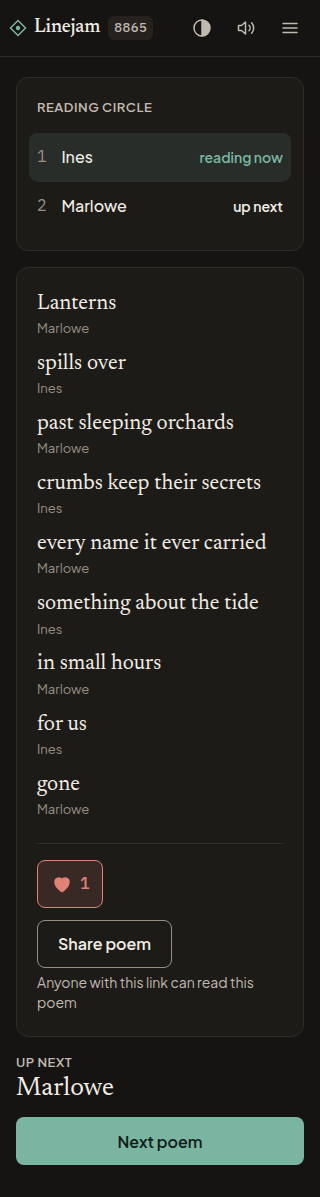 Linejam 8865
READING CIRCLE
1 Ines reading now
2 Marlowe up next
Lanterns
Marlowe
spills over
Ines
past sleeping orchards
Marlowe
crumbs keep their secrets
Ines
every name it ever carried
Marlowe
something about the tide
Ines
in small hours
Marlowe
for us
Ines
gone
Marlowe
1
Share poem
Anyone with this link can read this
poem
UP NEXT
Marlowe
Next poem